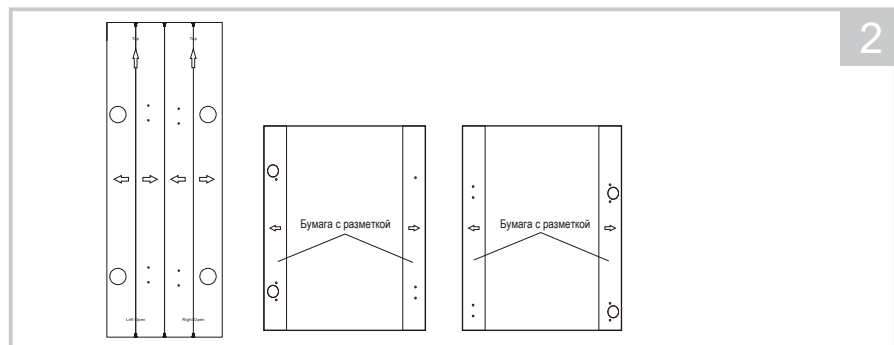 2
Top
Top
Бумага с разметкой
Бумага с разметкой
Left Open
Right Open